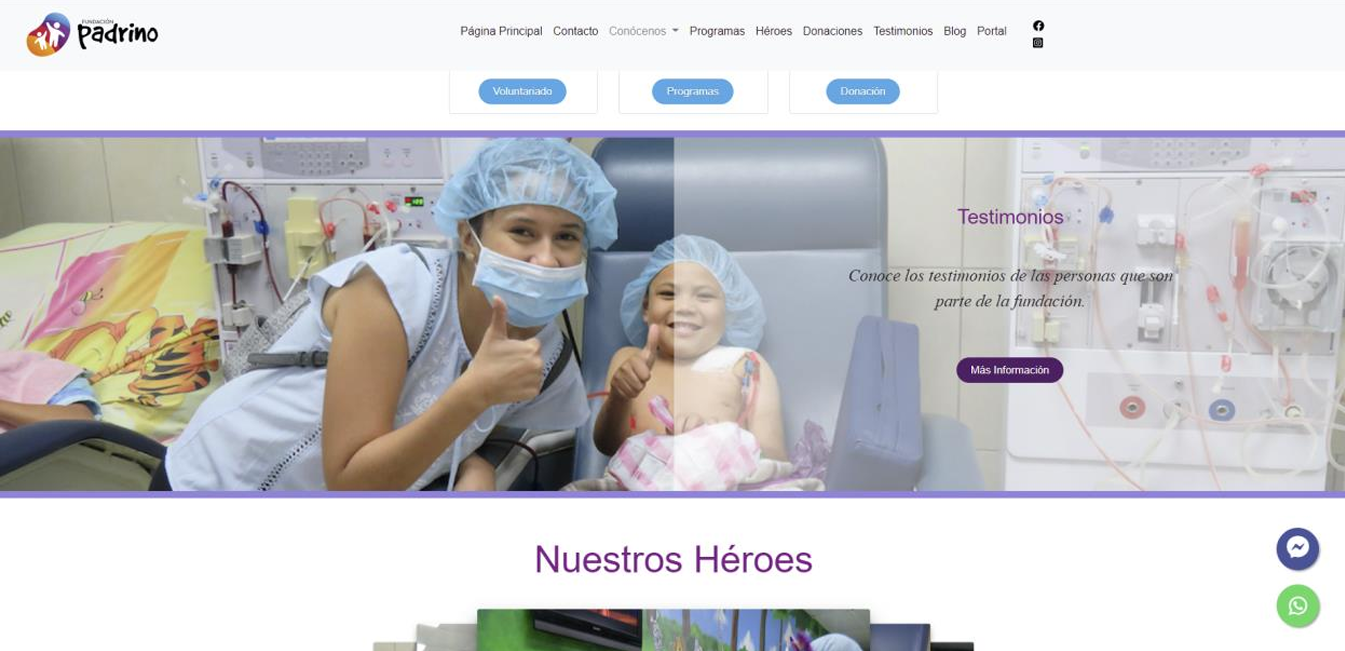 FUNDACIÓN
Padrino
Página Principal Contacto Conócenos Programas Héroes Donaciones Testimonios Blog Portal
Voluntariado Programas Donación
Testimonios
Conoce los testimonios de las personas que son
parte de la fundación.
Más Información
Nuestros Héroes